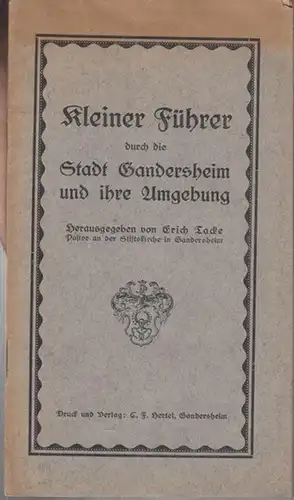 Kleiner Führer
durch die
Stadt Gandersheim
und ihre Umgebung
Herausgegeben von Erich Tacke
Pastor an der Stiftskirche in Gandersheim
Druck und Verlag: C. F. Hertel, Gandersheim